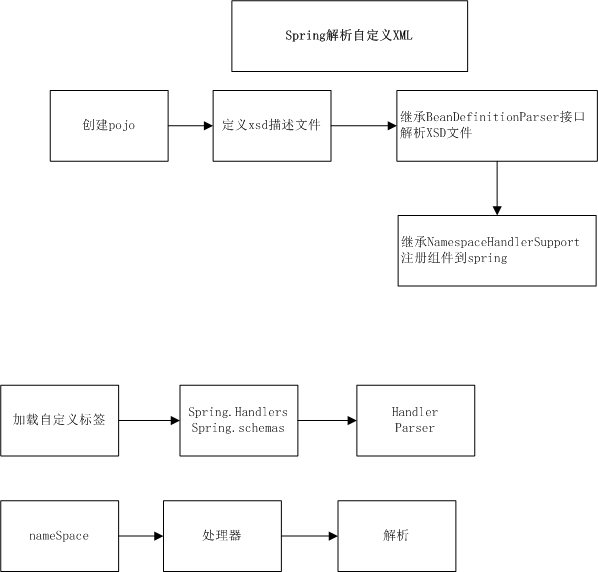 Spring解析自定义XML
创建pojo
定义xsd描述文件
继承BeanDefinitionParser接口
解析XSD文件
继承NamespaceHandlerSupport
注册组件到spring
加载自定义标签
Spring.Handlers
Spring.schemas
Handler
Parser
nameSpace
处理器
解析